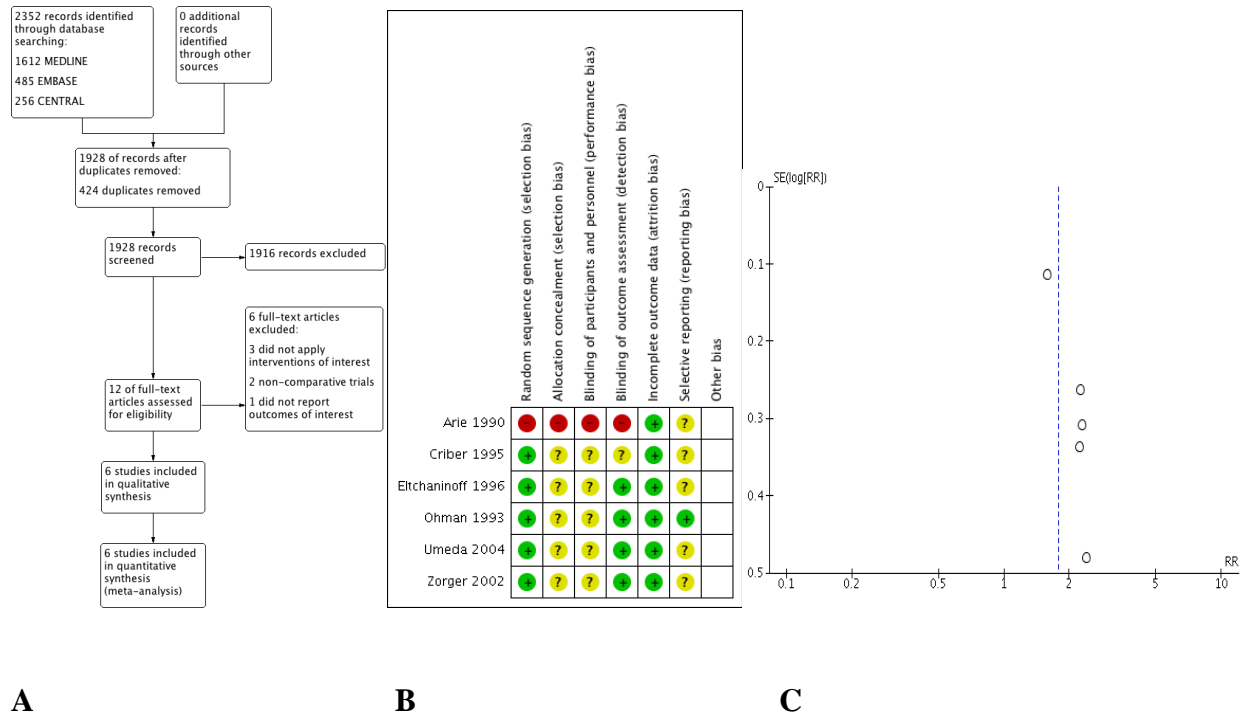 2352 records identified
through database
searching:
1612 MEDLINE
485 EMBASE
256 CENTRAL
0 additional
records
identified
through other
sources
1928 of records after
duplicates removed:
424 duplicates removed
1928 records
screened
1916 records excluded
12 of full-text
articles assessed
for eligibility
6 full-text articles
excluded:
3 did not apply
interventions of interest
2 non-comparative trials
1 did not report
outcomes of interest
6 studies included
in qualitative
synthesis
6 studies included
in quantitative
synthesis
(meta-analysis)
A
Random sequence generation (selection bias)
Allocation concealment (selection bias)
Blinding of participants and personnel (performance bias)
Blinding of outcome assessment (detection bias)
Incomplete outcome data (attrition bias)
Selective reporting (reporting bias)
Other bias
Arie 1990 - - - - + ?
Criber 1995 + ? ? ? + ?
Eltchaninoff 1996 + ? ? + + ?
Ohman 1993 + ? ? + + +
Umeda 2004 + ? ? + + ?
Zorger 2002 + ? ? + + ?
B
SE(log[RR])
0
0.1
0.2
0.3
0.4
0.5
RR
0.1 0.2 0.5 1 2 5 10
C